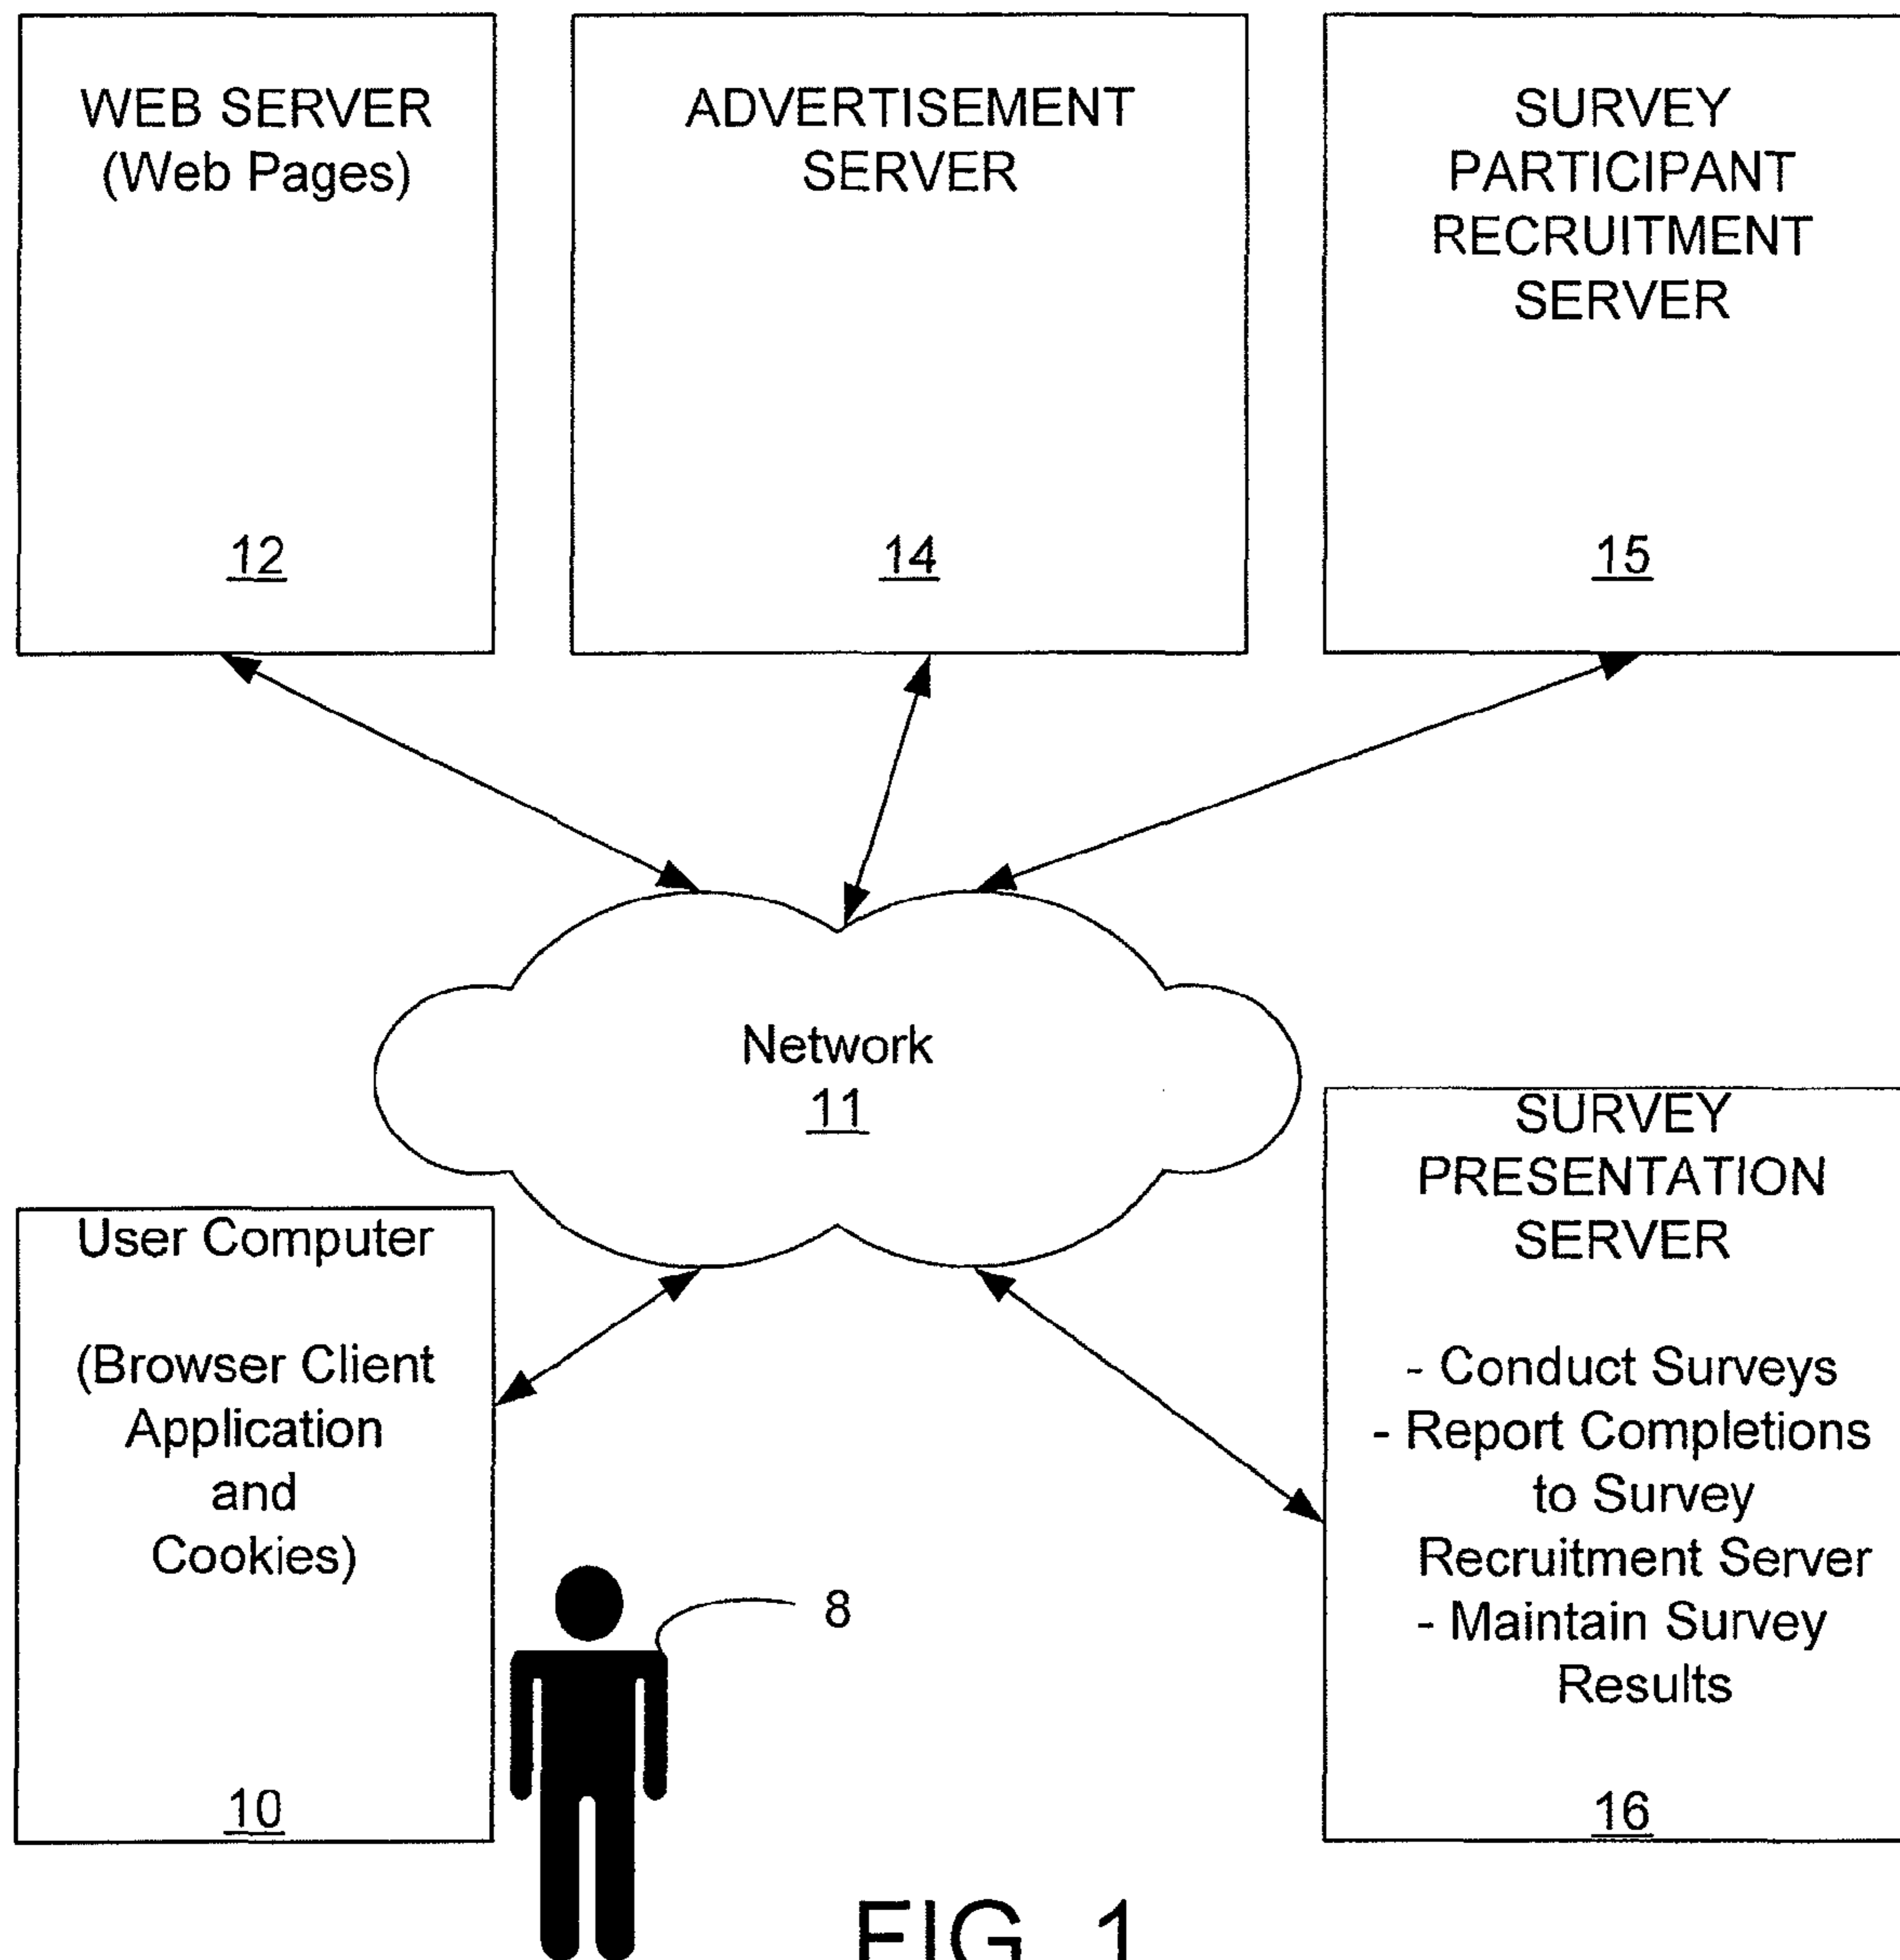 WEB SERVER
(Web Pages)
12
ADVERTISEMENT
SERVER
14
SURVEY
PARTICIPANT
RECRUITMENT
SERVER
15
Network
11
User Computer
(Browser Client
Application
and
Cookies)
10
8
SURVEY
PRESENTATION
SERVER
- Conduct Surveys
- Report Completions
to Survey
Recruitment Server
- Maintain Survey
Results
16
FIG. 1